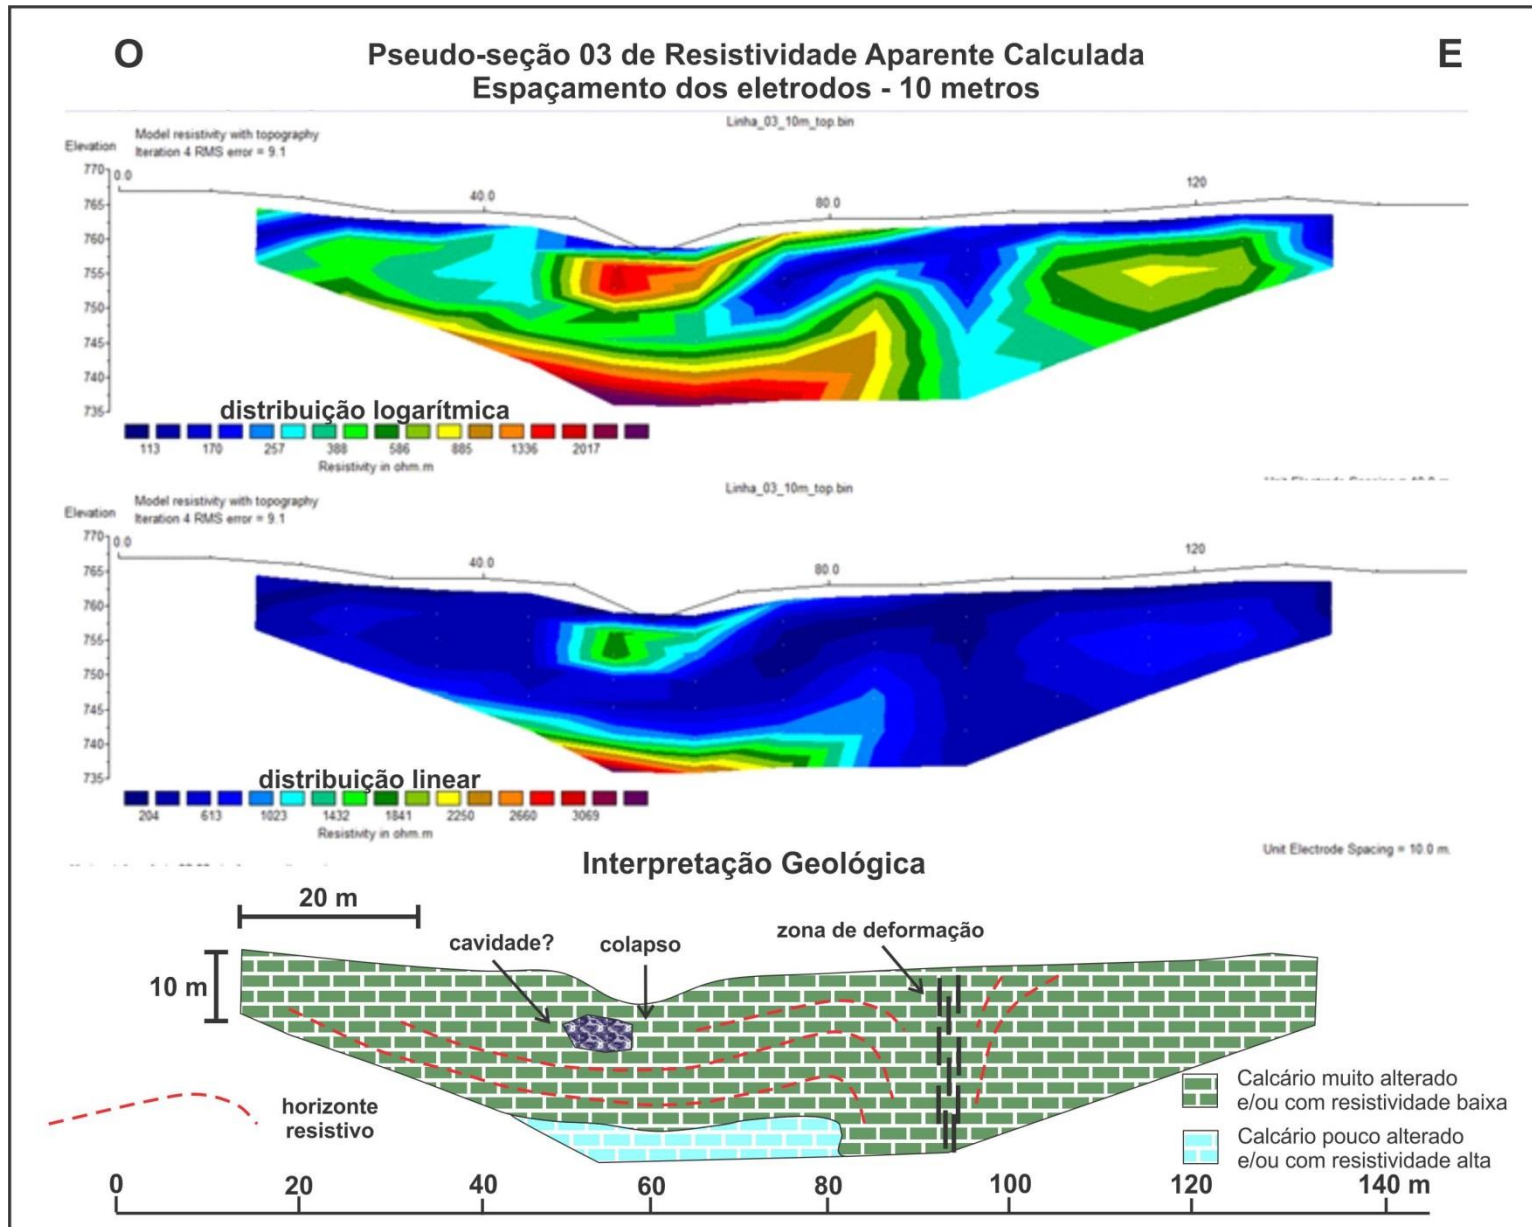 O
Pseudo-seção 03 de Resistividade Aparente Calculada
E
Espaçamento dos eletrodos - 10 metros
Linha_03_10m_top.bin
Model resistivity with topography
Elevation
Iteration 4 RMS error = 9.1
770
0.0
40.0
80.0
120
765
760
755
750
745
740
735
distribuição logarítmica
113 170 257 388 586 885 1336 2017
Resistivity in ohm.m
Linha_03_10m_top.bin
Model resistivity with topography
Elevation
Iteration 4 RMS error = 9.1
770
0.0
40.0
80.0
120
765
760
755
750
745
740
735
distribuição linear
204 613 1023 1432 1841 2250 2660 3069
Resistivity in ohm.m
Unit Electrode Spacing = 10.0 m.
Interpretação Geológica
20 m
10 m
cavidade?
colapso
zona de deformação
horizonte
resistivo
Calcário muito alterado
e/ou com resistividade baixa
Calcário pouco alterado
e/ou com resistividade alta
0 20 40 60 80 100 120 140 m